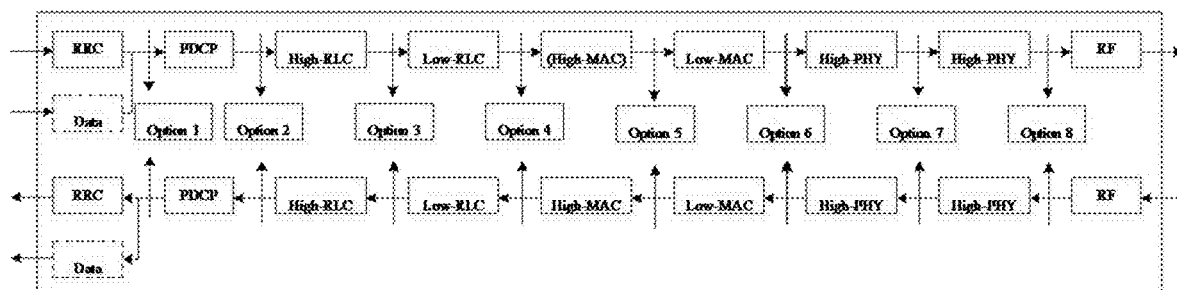 RRC PDCP High-RLC Low-RLC (High-MAC) Low-MAC High-PHY High-PHY RF
Data Option 1 Option 2 Option 3 Option 4 Option 5 Option 6 Option 7 Option 8
RRC PDCP High-RLC Low-RLC High-MAC Low-MAC High-PHY High-PHY RF
Data